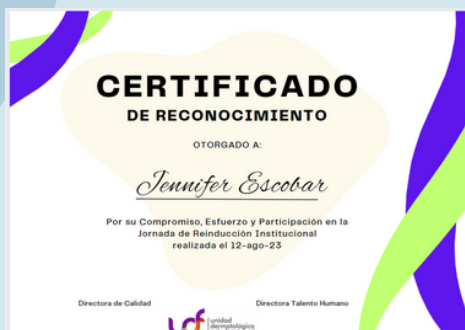 CERTIFICADO
DE RECONOCIMIENTO
OTORGADO A:
Jennifer Escobar
Por su Compromiso, Esfuerzo y Participación en la
Jornada de Reinducción Institucional
realizada el 12-ago-23
Directora de Calidad
Directora Talento Humano
unidad
dermatológica